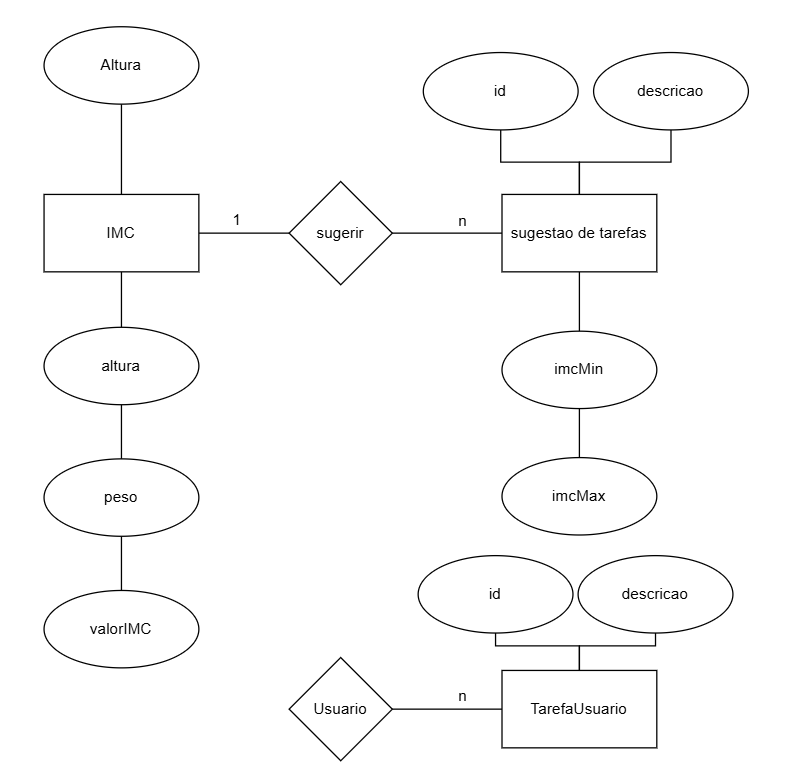 Altura
id
descricao
IMC
1
sugerir
n
sugestao de tarefas
altura
imcMin
peso
imcMax
valorIMC
id
descricao
Usuario
n
TarefaUsuario